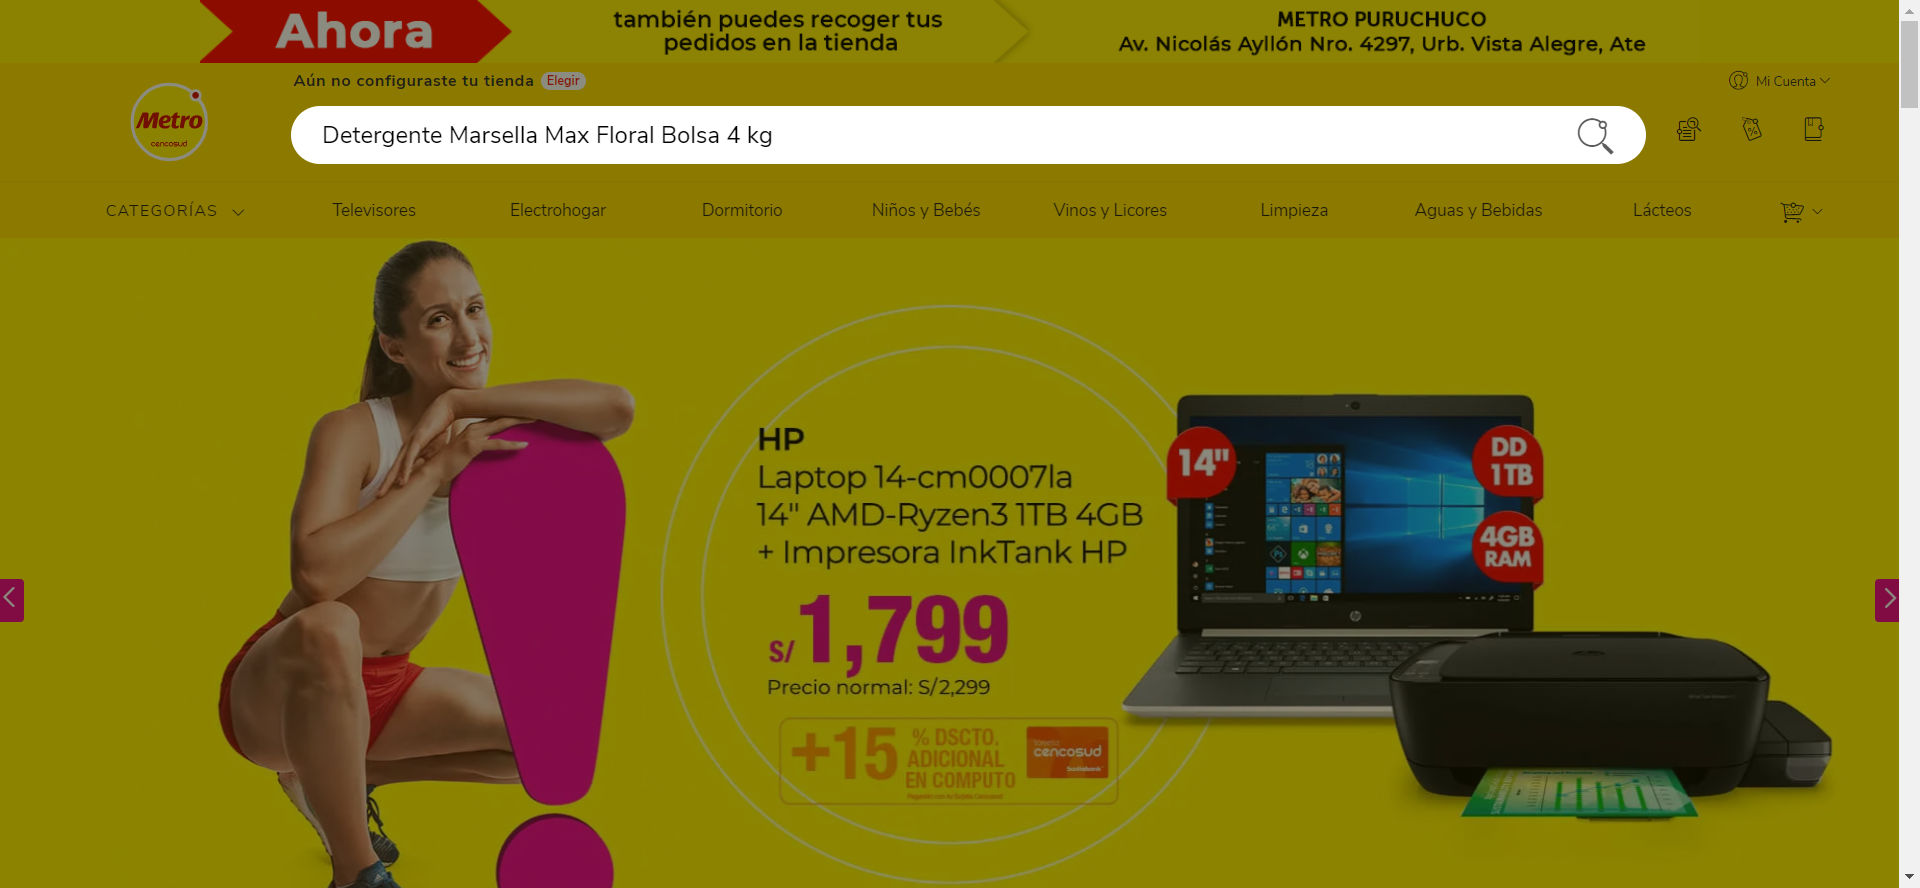 Ahora
también puedes recoger tus
pedidos en la tienda
METRO PURUCHUCO
Av. Nicolás Ayllón Nro. 4297, Urb. Vista Alegre, Ate
Aún no configuraste tu tienda Elegir
Mi Cuenta
Metro
cencosud
Detergente Marsella Max Floral Bolsa 4 kg
CATEGORÍAS
Televisores
Electrohogar
Dormitorio
Niños y Bebés
Vinos y Licores
Limpieza
Aguas y Bebidas
Lácteos
HP
Laptop 14-cm0007la
14" AMD-Ryzen3 1TB 4GB
+ Impresora InkTank HP
S/ 1,799
Precio normal: S/2,299
+15 % DSCTO.
ADICIONAL
EN COMPUTO
cencosud
14"
DD
1TB
4GB
RAM
hp